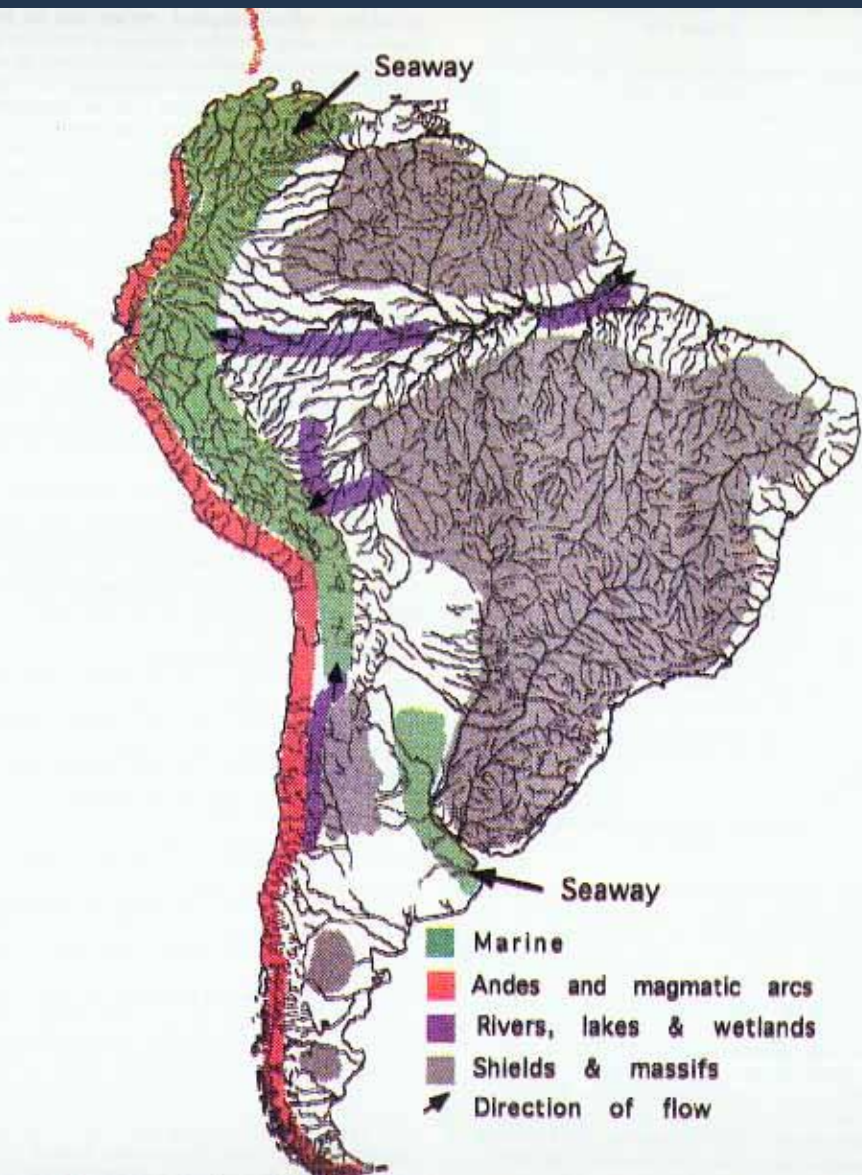 Seaway
Seaway
Marine
Andes and magmatic arcs
Rivers, lakes & wetlands
Shields & massifs
Direction of flow